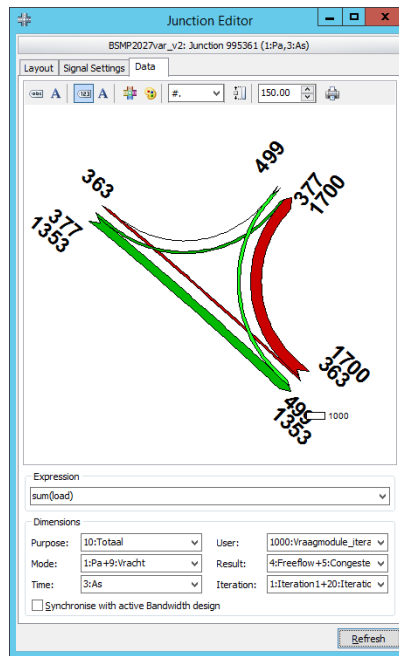 Junction Editor
BSMP2027var_v2: Junction 995361 (1:Pa,3:As)
Layout Signal Settings Data
abc A 123 A #. 150.00
499
363
377
1700
377
1353
1700
363
499
1353
1000
Expression
sum(load)
Dimensions
Purpose: 10:Totaal User: 1000:Vraagmodule_itera
Mode: 1:Pa+9:Vracht Result: 4:Freeflow+5:Congeste
Time: 3:As Iteration: 1:Iteration1+20:Iteratic
Synchronise with active Bandwidth design
Refresh